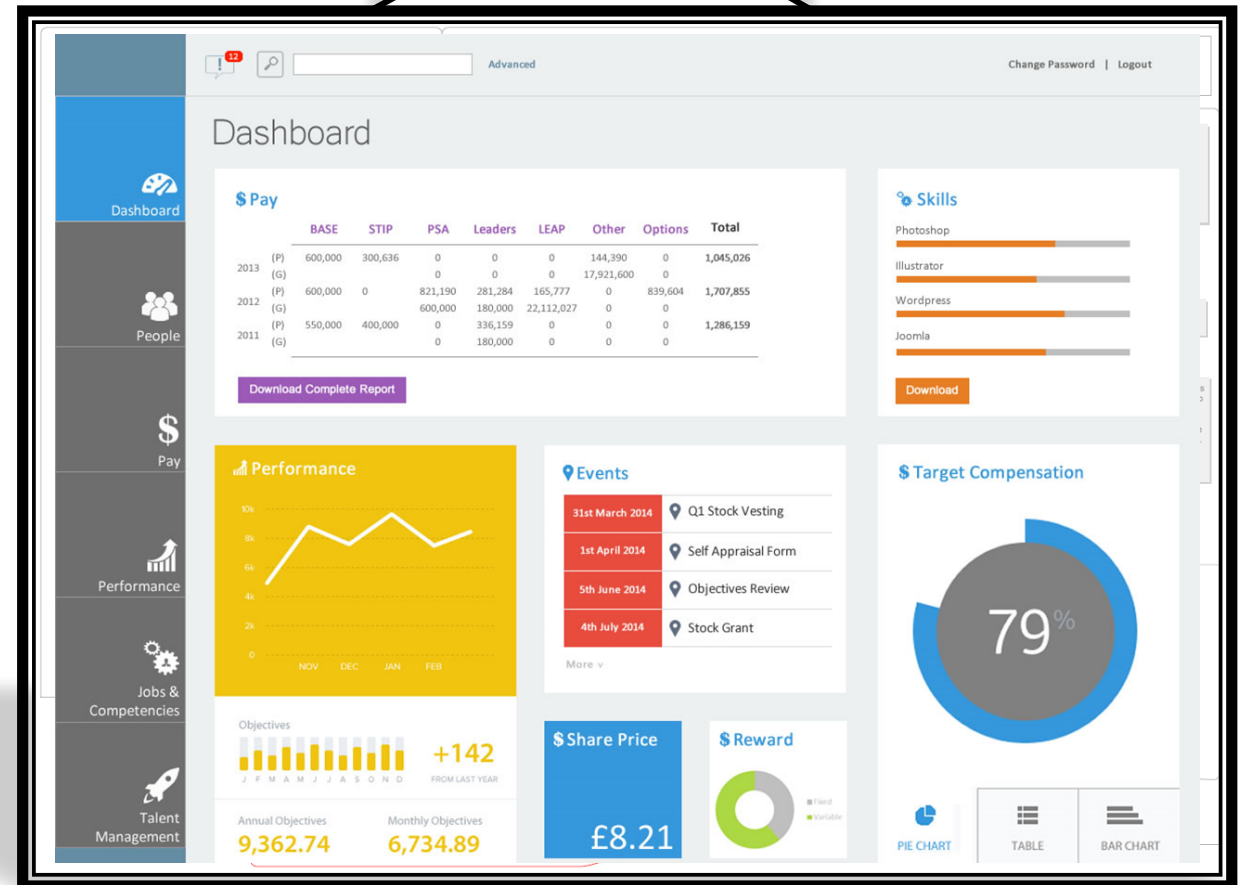 12
Advanced
Change Password | Logout
Dashboard
Dashboard
People
$
Pay
Performance
Jobs &
Competencies
Talent
Management
$ Pay
BASE STIP PSA Leaders LEAP Other Options Total
2013 (P) 600,000 300,636 0 0 0 144,390 0 1,045,026
(G) 0 0 0 17,921,600 0
2012 (P) 600,000 0 821,190 281,284 165,777 0 839,604 1,707,855
(G) 600,000 180,000 22,112,027 0 0
2011 (P) 550,000 400,000 0 336,159 0 0 0 1,286,159
(G) 0 180,000 0 0 0
Download Complete Report
Skills
Photoshop
Illustrator
Wordpress
Joomla
Download
Performance
10k
8k
6k
4k
2k
0
NOV DEC JAN FEB
Objectives
J F M A M J J A S O N D
+142
FROM LAST YEAR
Annual Objectives Monthly Objectives
9,362.74 6,734.89
Events
31st March 2014 Q1 Stock Vesting
1st April 2014 Self Appraisal Form
5th June 2014 Objectives Review
4th July 2014 Stock Grant
More v
$ Share Price
£8.21
$ Reward
Variable
$ Target Compensation
79%
PIE CHART TABLE BAR CHART